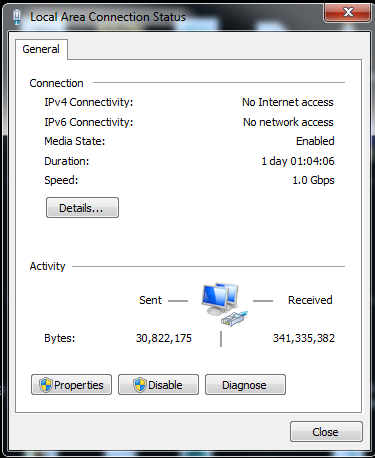 Local Area Connection Status
General
Connection
IPv4 Connectivity: No Internet access
IPv6 Connectivity: No network access
Media State: Enabled
Duration: 1 day 01:04:06
Speed: 1.0 Gbps
Details...
Activity
Sent — — Received
Bytes: 30,822,175 | 341,335,382
Properties Disable Diagnose
Close